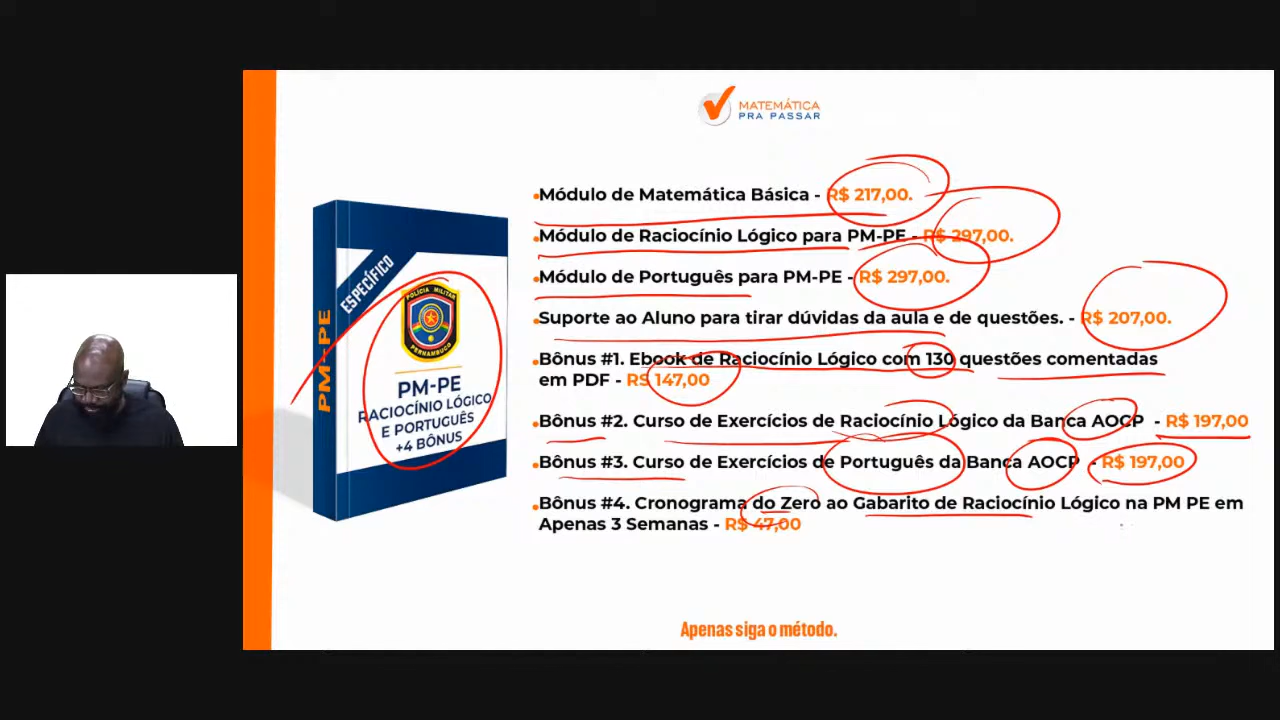 MATEMÁTICA
PRA PASSAR
•Módulo de Matemática Básica - R$ 217,00.
•Módulo de Raciocínio Lógico para PM-PE - R$ 297,00.
•Módulo de Português para PM-PE - R$ 297,00.
•Suporte ao Aluno para tirar dúvidas da aula e de questões. - R$ 207,00.
•Bônus #1. Ebook de Raciocínio Lógico com 130 questões comentadas
em PDF - R$ 147,00
•Bônus #2. Curso de Exercícios de Raciocínio Lógico da Banca AOCP - R$ 197,00
•Bônus #3. Curso de Exercícios de Português da Banca AOCP - R$ 197,00
•Bônus #4. Cronograma do Zero ao Gabarito de Raciocínio Lógico na PM PE em
Apenas 3 Semanas - R$ 47,00
PM-PE
ESPECÍFICO
POLÍCIA MILITAR
PERNAMBUCO
PM-PE
RACIOCÍNIO LÓGICO
E PORTUGUÊS
+4 BÔNUS
Apenas siga o método.